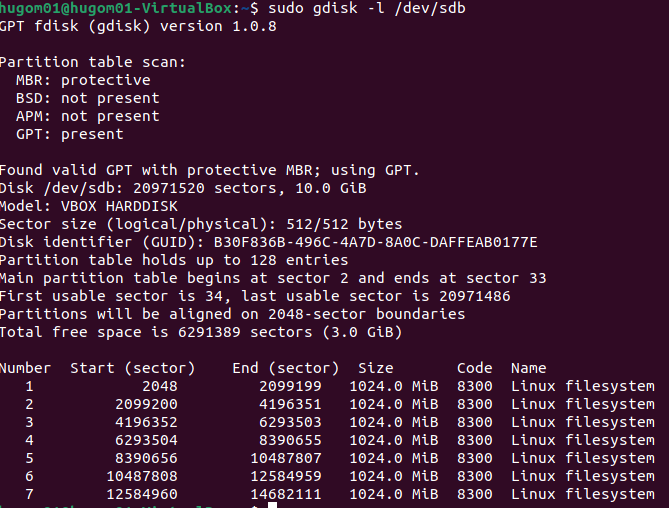 hugom01@hugom01-VirtualBox:~$ sudo gdisk -l /dev/sdb
GPT fdisk (gdisk) version 1.0.8
Partition table scan:
  MBR: protective
  BSD: not present
  APM: not present
  GPT: present
Found valid GPT with protective MBR; using GPT.
Disk /dev/sdb: 20971520 sectors, 10.0 GiB
Model: VBOX HARDDISK
Sector size (logical/physical): 512/512 bytes
Disk identifier (GUID): B30F836B-496C-4A7D-8A0C-DAFFEAB0177E
Partition table holds up to 128 entries
Main partition table begins at sector 2 and ends at sector 33
First usable sector is 34, last usable sector is 20971486
Partitions will be aligned on 2048-sector boundaries
Total free space is 6291389 sectors (3.0 GiB)
Number  Start (sector)    End (sector)  Size       Code  Name
   1            2048         2099199   1024.0 MiB  8300  Linux filesystem
   2         2099200         4196351   1024.0 MiB  8300  Linux filesystem
   3         4196352         6293503   1024.0 MiB  8300  Linux filesystem
   4         6293504         8390655   1024.0 MiB  8300  Linux filesystem
   5         8390656        10487807   1024.0 MiB  8300  Linux filesystem
   6        10487808        12584959   1024.0 MiB  8300  Linux filesystem
   7        12584960        14682111   1024.0 MiB  8300  Linux filesystem